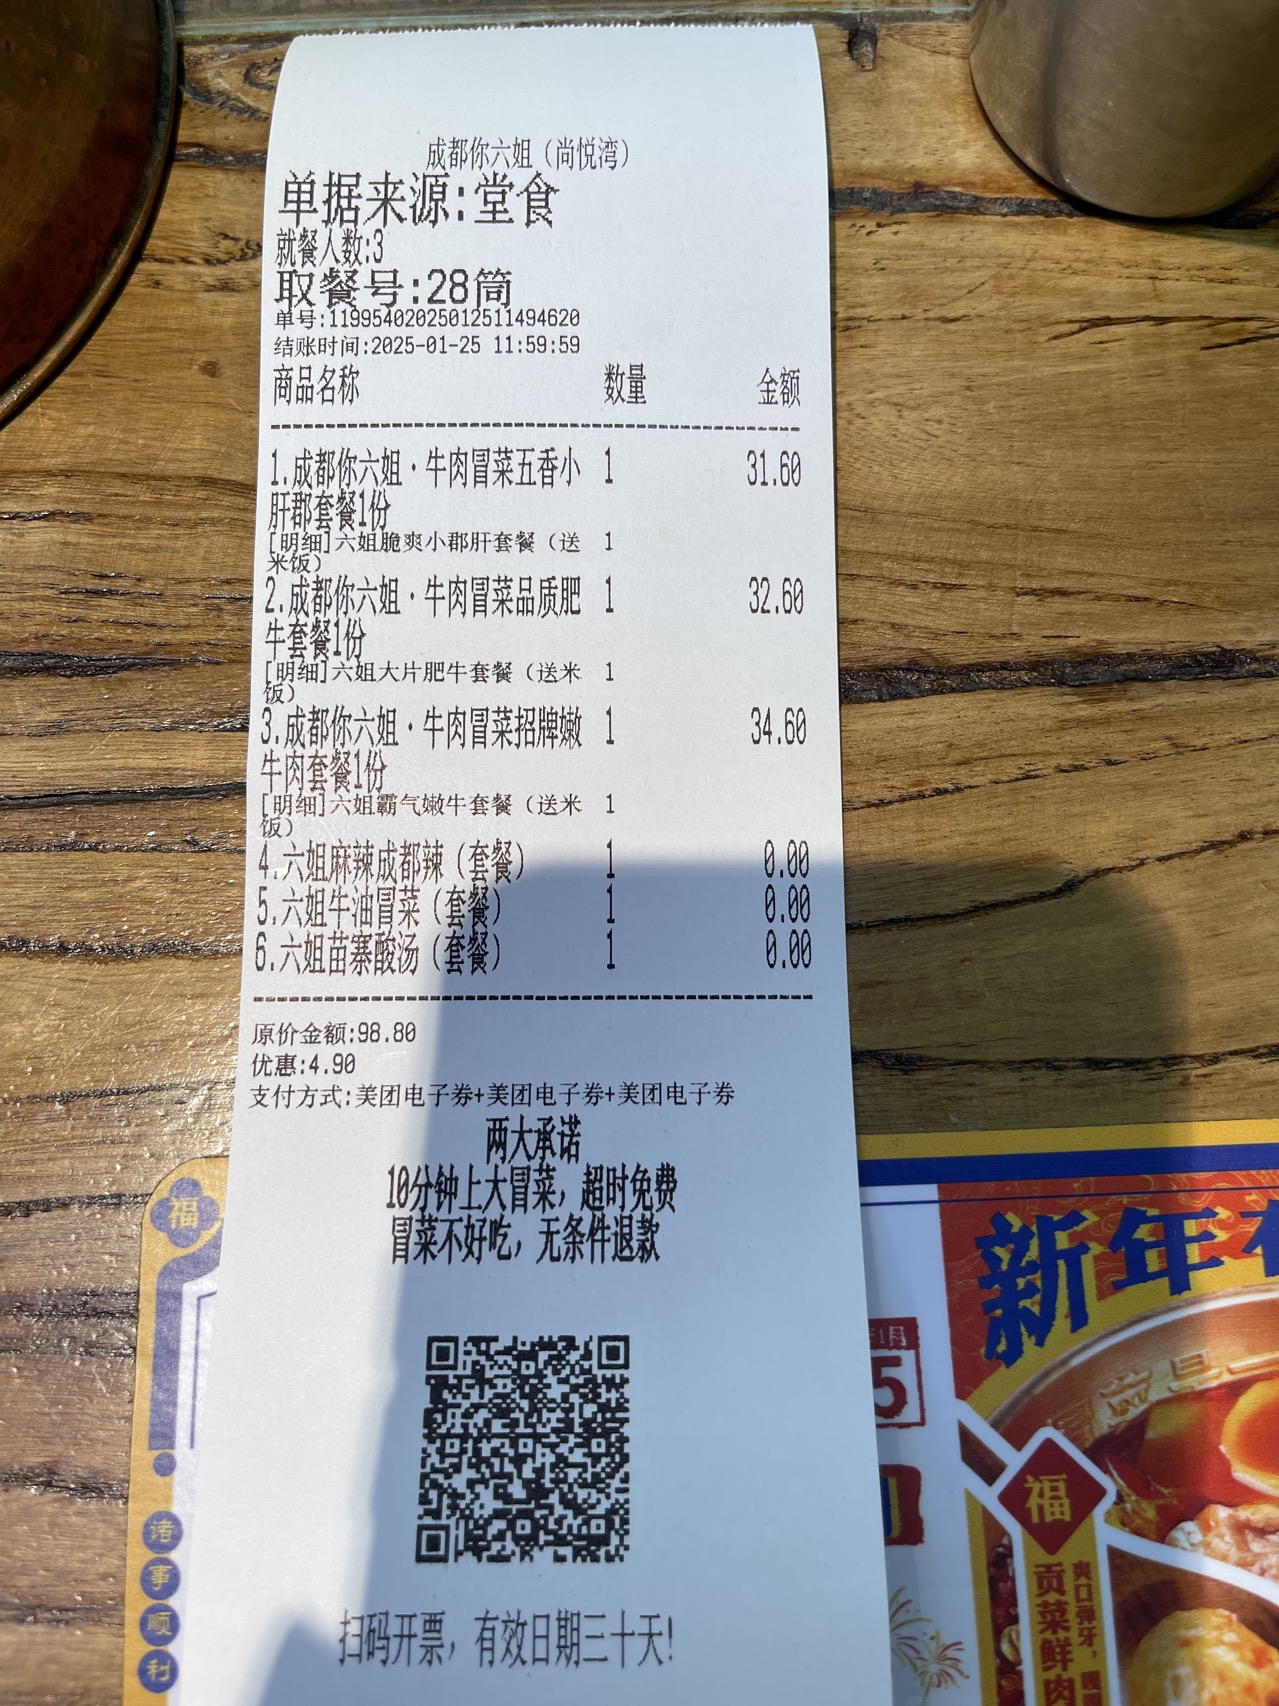 成都你六姐（尚悦湾）
单据来源:堂食
就餐人数:3
取餐号:28筒
单号:11995402025012511494620
结账时间:2025-01-25 11:59:59
商品名称 数量 金额
1.成都你六姐·牛肉冒菜五香小 1 31.60
肝郡套餐1份
[明细]六姐脆爽小郡肝套餐（送 1
米饭）
2.成都你六姐·牛肉冒菜品质肥 1 32.60
牛套餐1份
[明细]六姐大片肥牛套餐（送米 1
饭）
3.成都你六姐·牛肉冒菜招牌嫩 1 34.60
牛肉套餐1份
[明细]六姐霸气嫩牛套餐（送米 1
饭）
4.六姐麻辣成都辣（套餐） 1 0.00
5.六姐牛油冒菜（套餐） 1 0.00
6.六姐苗寨酸汤（套餐） 1 0.00
原价金额:98.80
优惠:4.90
支付方式:美团电子券+美团电子券+美团电子券
两大承诺
10分钟上大冒菜，超时免费
冒菜不好吃，无条件退款
扫码开票，有效日期三十天!
福
诸事顺利
新年
月
5
福
贡菜鲜肉
爽口弹牙，